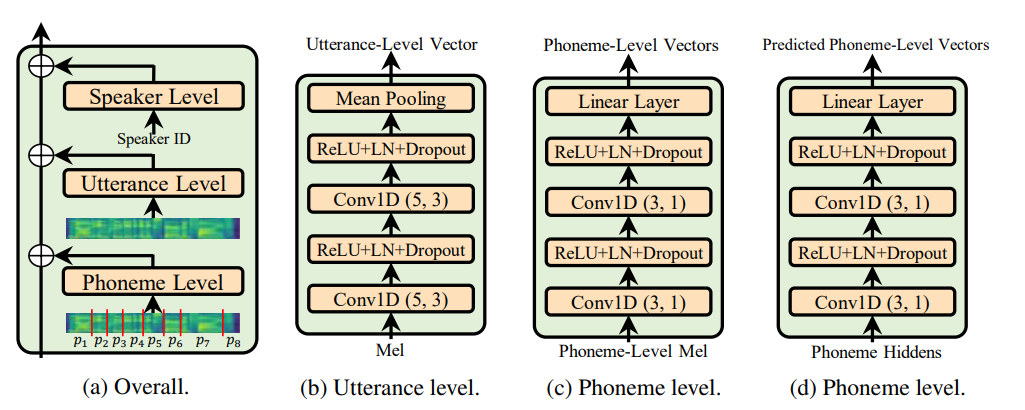 Speaker Level
Speaker ID
Utterance Level
Phoneme Level
p1 p2 p3 p4 p5 p6 p7 p8
(a) Overall.
Utterance-Level Vector
Mean Pooling
ReLU+LN+Dropout
Conv1D (5, 3)
ReLU+LN+Dropout
Conv1D (5, 3)
Mel
(b) Utterance level.
Phoneme-Level Vectors
Linear Layer
ReLU+LN+Dropout
Conv1D (3, 1)
ReLU+LN+Dropout
Conv1D (3, 1)
Phoneme-Level Mel
(c) Phoneme level.
Predicted Phoneme-Level Vectors
Linear Layer
ReLU+LN+Dropout
Conv1D (3, 1)
ReLU+LN+Dropout
Conv1D (3, 1)
Phoneme Hiddens
(d) Phoneme level.